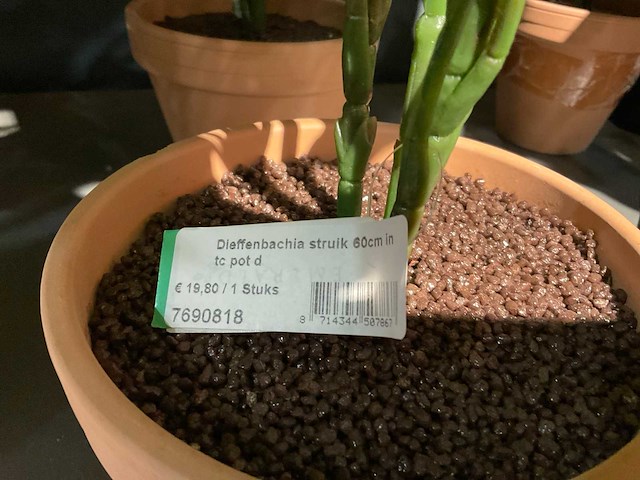 Dieffenbachia struik 60cm in
tc pot d
€ 19,80 / 1 Stuks
7690818
8 714344 507867